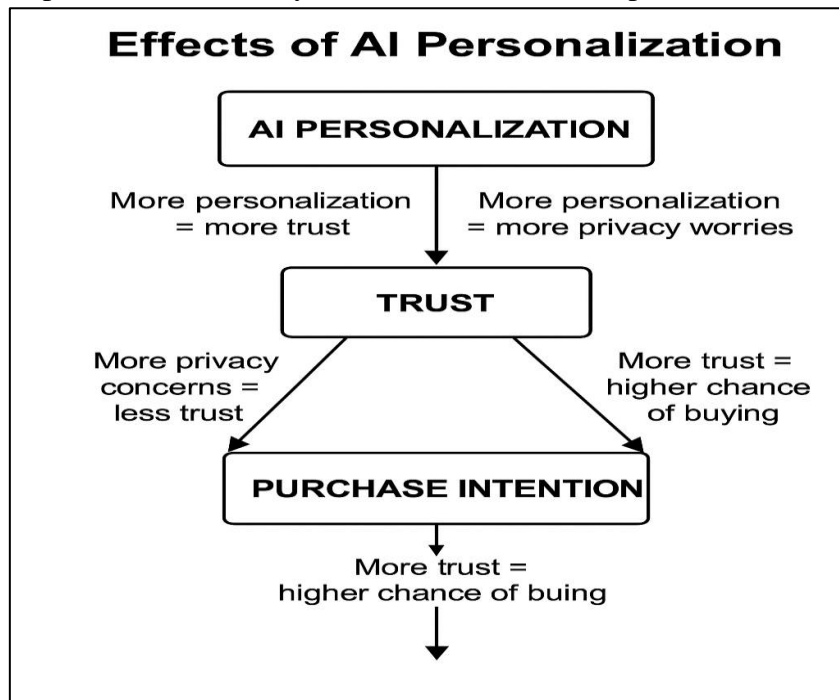 Effects of AI Personalization
AI PERSONALIZATION
More personalization
= more trust
More personalization
= more privacy worries
TRUST
More privacy
concerns =
less trust
More trust =
higher chance
of buying
PURCHASE INTENTION
More trust =
higher chance of buing